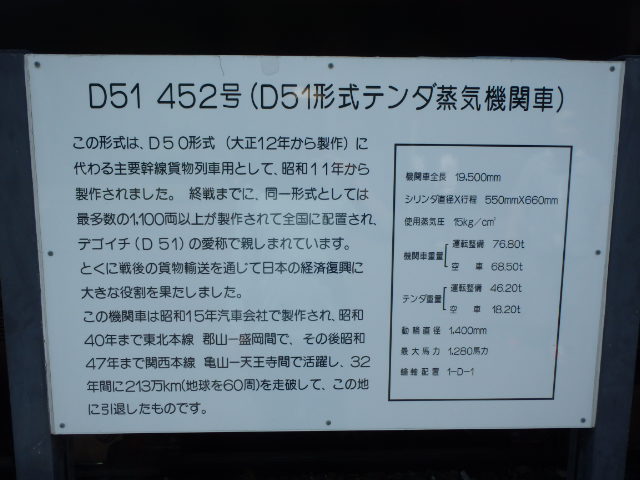 D51 452号(D51形式テンダ蒸気機関車)
この形式は、D50形式(大正12年から製作)に
代わる主要幹線貨物列車用として、昭和11年から
製作されました。終戦までに、同一形式としては
最多数の1,100両以上が製作されて全国に配置され、
デゴイチ(D51)の愛称で親しまれています。
とくに戦後の貨物輸送を通じて日本の経済復興に
大きな役割を果たしました。
この機関車は昭和15年汽車会社で製作され、昭和
40年まで東北本線 郡山ー盛岡間で、その後昭和
47年まで関西本線 亀山ー天王寺間で活躍し、32
年間に213万km(地球を60周)を走破して、この地
に引退したものです。
機関車全長 19.500mm
シリンダ直径X行程 550mmX660mm
使用蒸気圧 15kg/cm²
機関車重量 運転整備 76.80t
空車 68.50t
テンダ重量 運転整備 46.20t
空車 18.20t
動輪直径 1.400mm
最大馬力 1.280馬力
輪軸配置 1-D-1